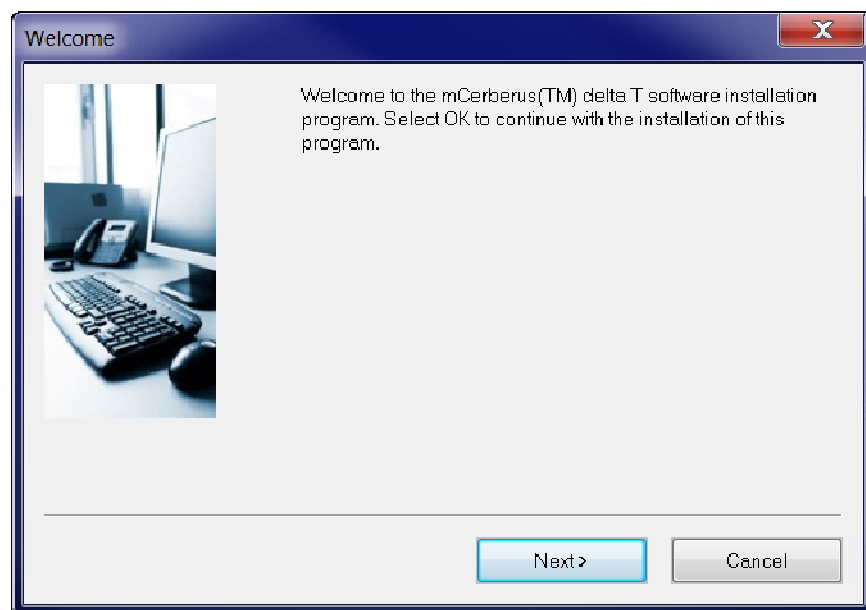 Welcome
Welcome to the mCerberus(TM) delta T software installation
program. Select OK to continue with the installation of this
program.
Next >
Cancel